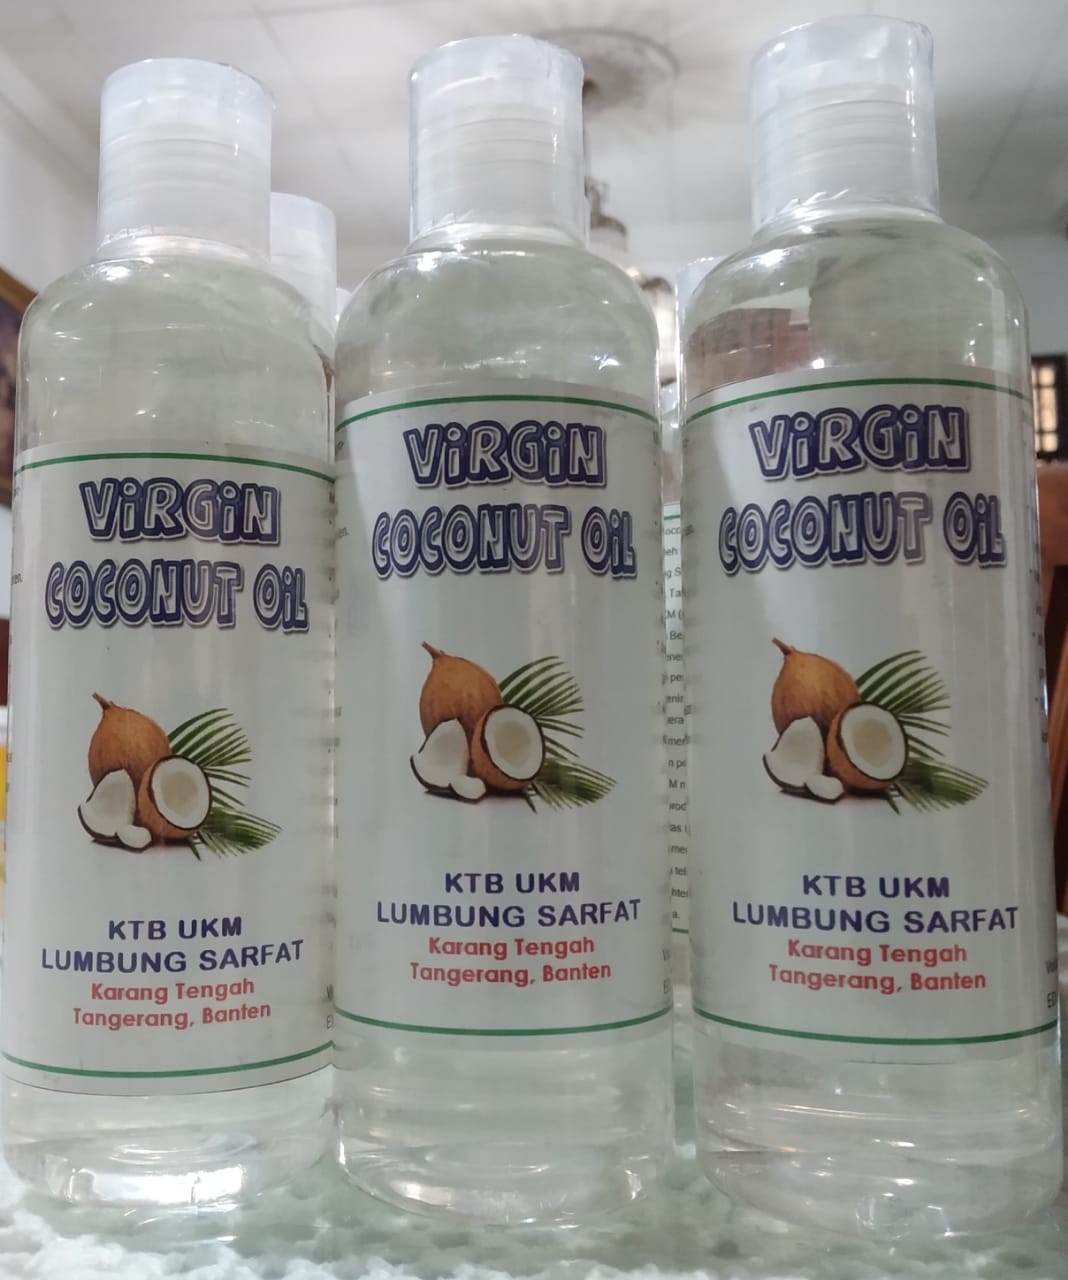 ViRGiN
COCONUT OiL
KTB UKM
LUMBUNG SARFAT
Karang Tengah
Tangerang, Banten
ViRGiN
COCONUT OiL
KTB UKM
LUMBUNG SARFAT
Karang Tengah
Tangerang, Banten
ViRGiN
COCONUT OiL
KTB UKM
LUMBUNG SARFAT
Karang Tengah
Tangerang, Banten